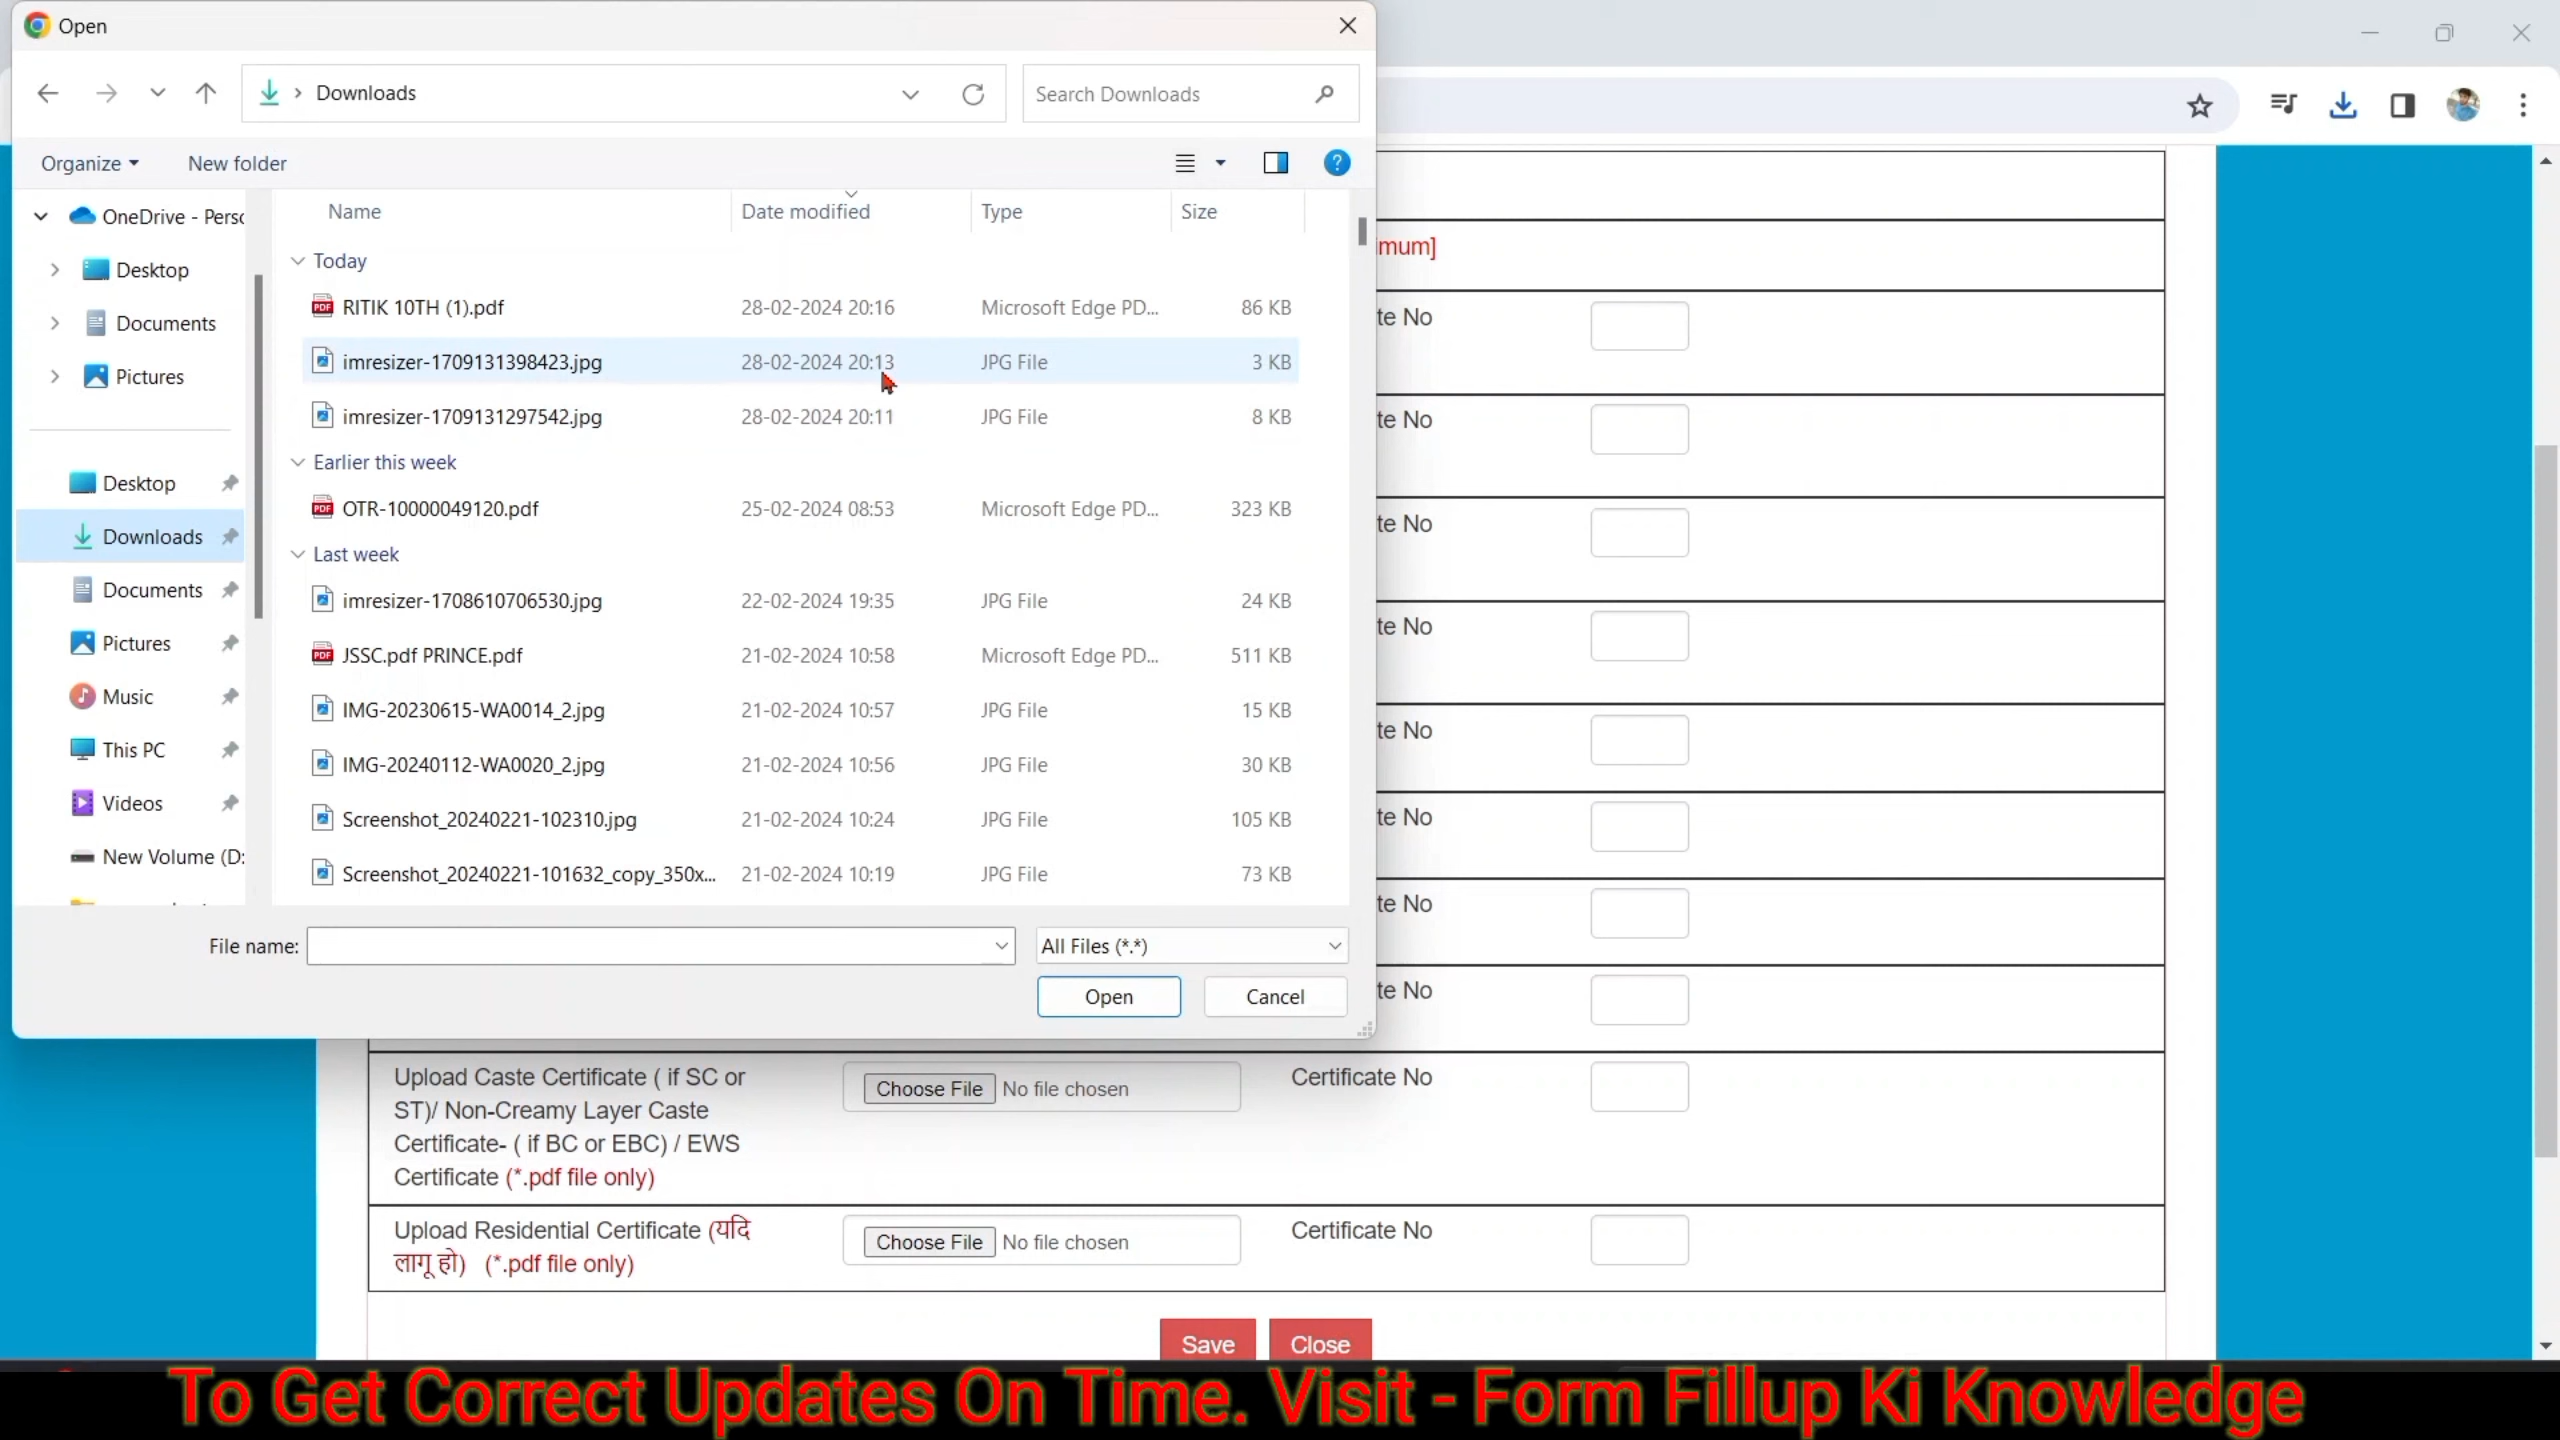 Open
Downloads
Search Downloads
Organize
New folder
OneDrive - Perso
Desktop
Documents
Pictures
Desktop
Downloads
Documents
Pictures
Music
This PC
Videos
New Volume (D:
Name Date modified Type Size
Today
RITIK 10TH (1).pdf 28-02-2024 20:16 Microsoft Edge PD... 86 KB
imresizer-1709131398423.jpg 28-02-2024 20:13 JPG File 3 KB
imresizer-1709131297542.jpg 28-02-2024 20:11 JPG File 8 KB
Earlier this week
OTR-10000049120.pdf 25-02-2024 08:53 Microsoft Edge PD... 323 KB
Last week
imresizer-1708610706530.jpg 22-02-2024 19:35 JPG File 24 KB
JSSC.pdf PRINCE.pdf 21-02-2024 10:58 Microsoft Edge PD... 511 KB
IMG-20230615-WA0014_2.jpg 21-02-2024 10:57 JPG File 15 KB
IMG-20240112-WA0020_2.jpg 21-02-2024 10:56 JPG File 30 KB
Screenshot_20240221-102310.jpg 21-02-2024 10:24 JPG File 105 KB
Screenshot_20240221-101632_copy_350x... 21-02-2024 10:19 JPG File 73 KB
File name:
All Files (*.*)
Open
Cancel
mum]
te No
te No
te No
te No
te No
te No
te No
te No
Upload Caste Certificate ( if SC or
ST)/ Non-Creamy Layer Caste
Certificate- ( if BC or EBC) / EWS
Certificate (*.pdf file only)
Choose File No file chosen
Certificate No
Upload Residential Certificate (यदि
लागू हो) (*.pdf file only)
Choose File No file chosen
Certificate No
Save
Close
To Get Correct Updates On Time. Visit - Form Fillup Ki Knowledge